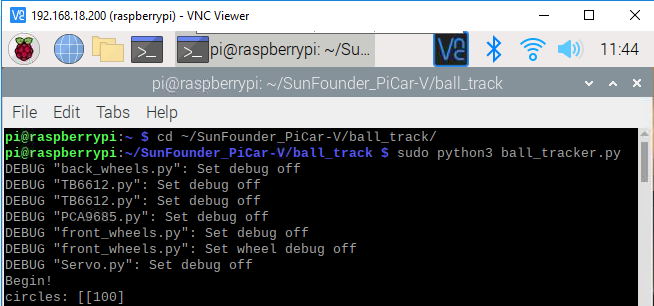 192.168.18.200 (raspberrypi) - VNC Viewer
pi@raspberrypi: ~/Su... 11:44
pi@raspberrypi: ~/SunFounder_PiCar-V/ball_track
File Edit Tabs Help
pi@raspberrypi:~ $ cd ~/SunFounder_PiCar-V/ball_track/
pi@raspberrypi:~/SunFounder_PiCar-V/ball_track $ sudo python3 ball_tracker.py
DEBUG "back_wheels.py": Set debug off
DEBUG "TB6612.py": Set debug off
DEBUG "TB6612.py": Set debug off
DEBUG "PCA9685.py": Set debug off
DEBUG "front_wheels.py": Set debug off
DEBUG "front_wheels.py": Set wheel debug off
DEBUG "Servo.py": Set debug off
Begin!
circles: [[100]